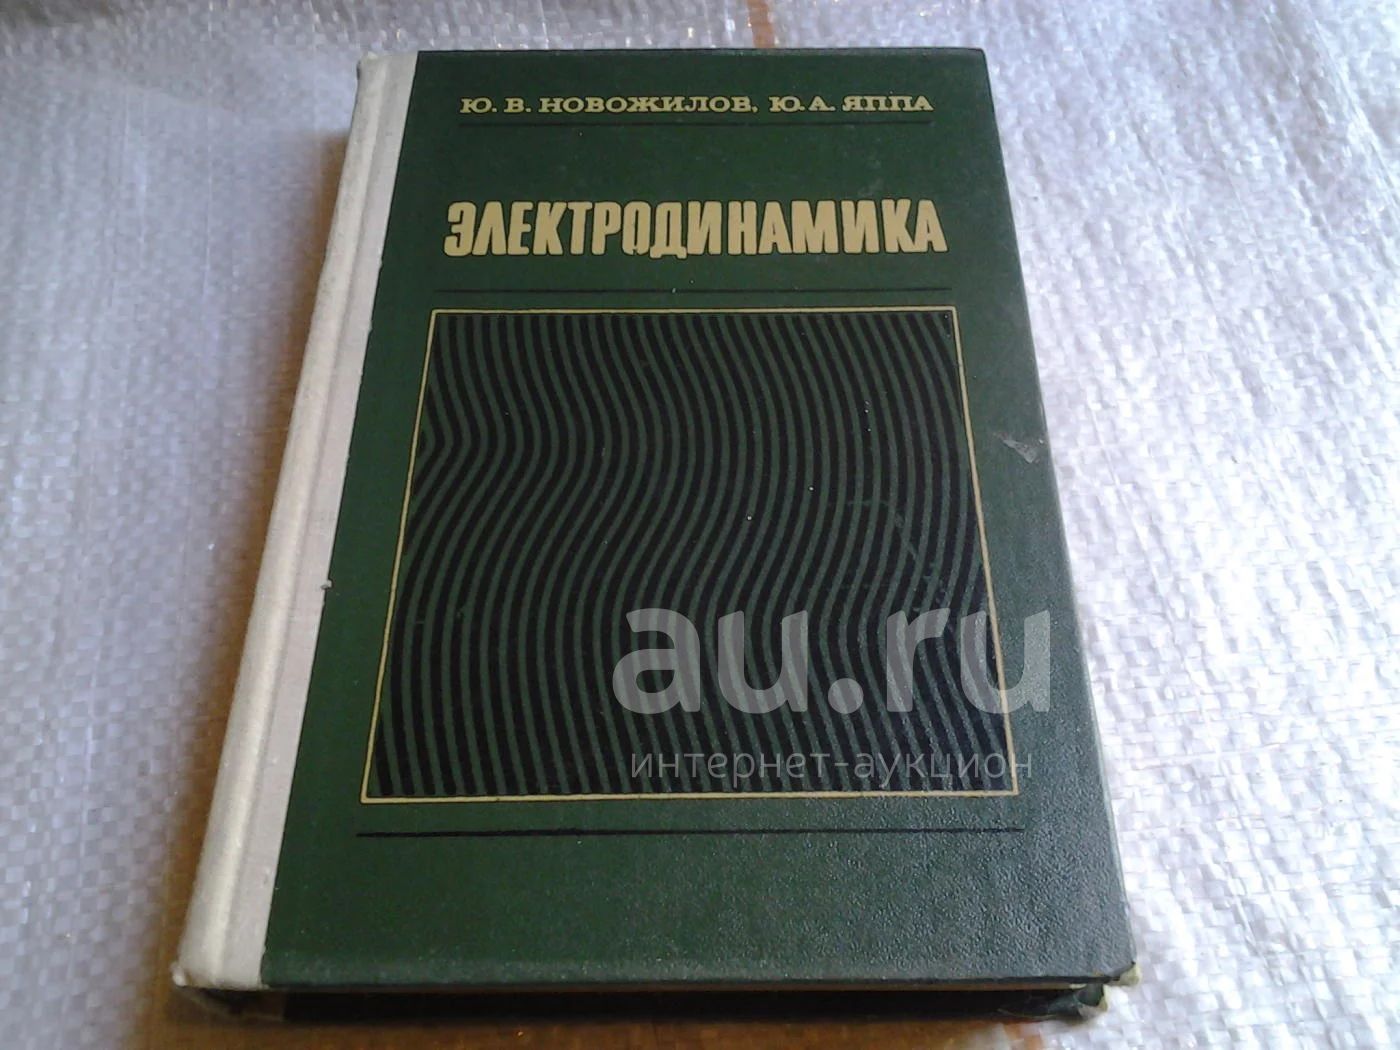 Ю. В. НОВОЖИЛОВ, Ю. А. ЯППА
ЭЛЕКТРОДИНАМИКА
au.ru
интернет-аукцион